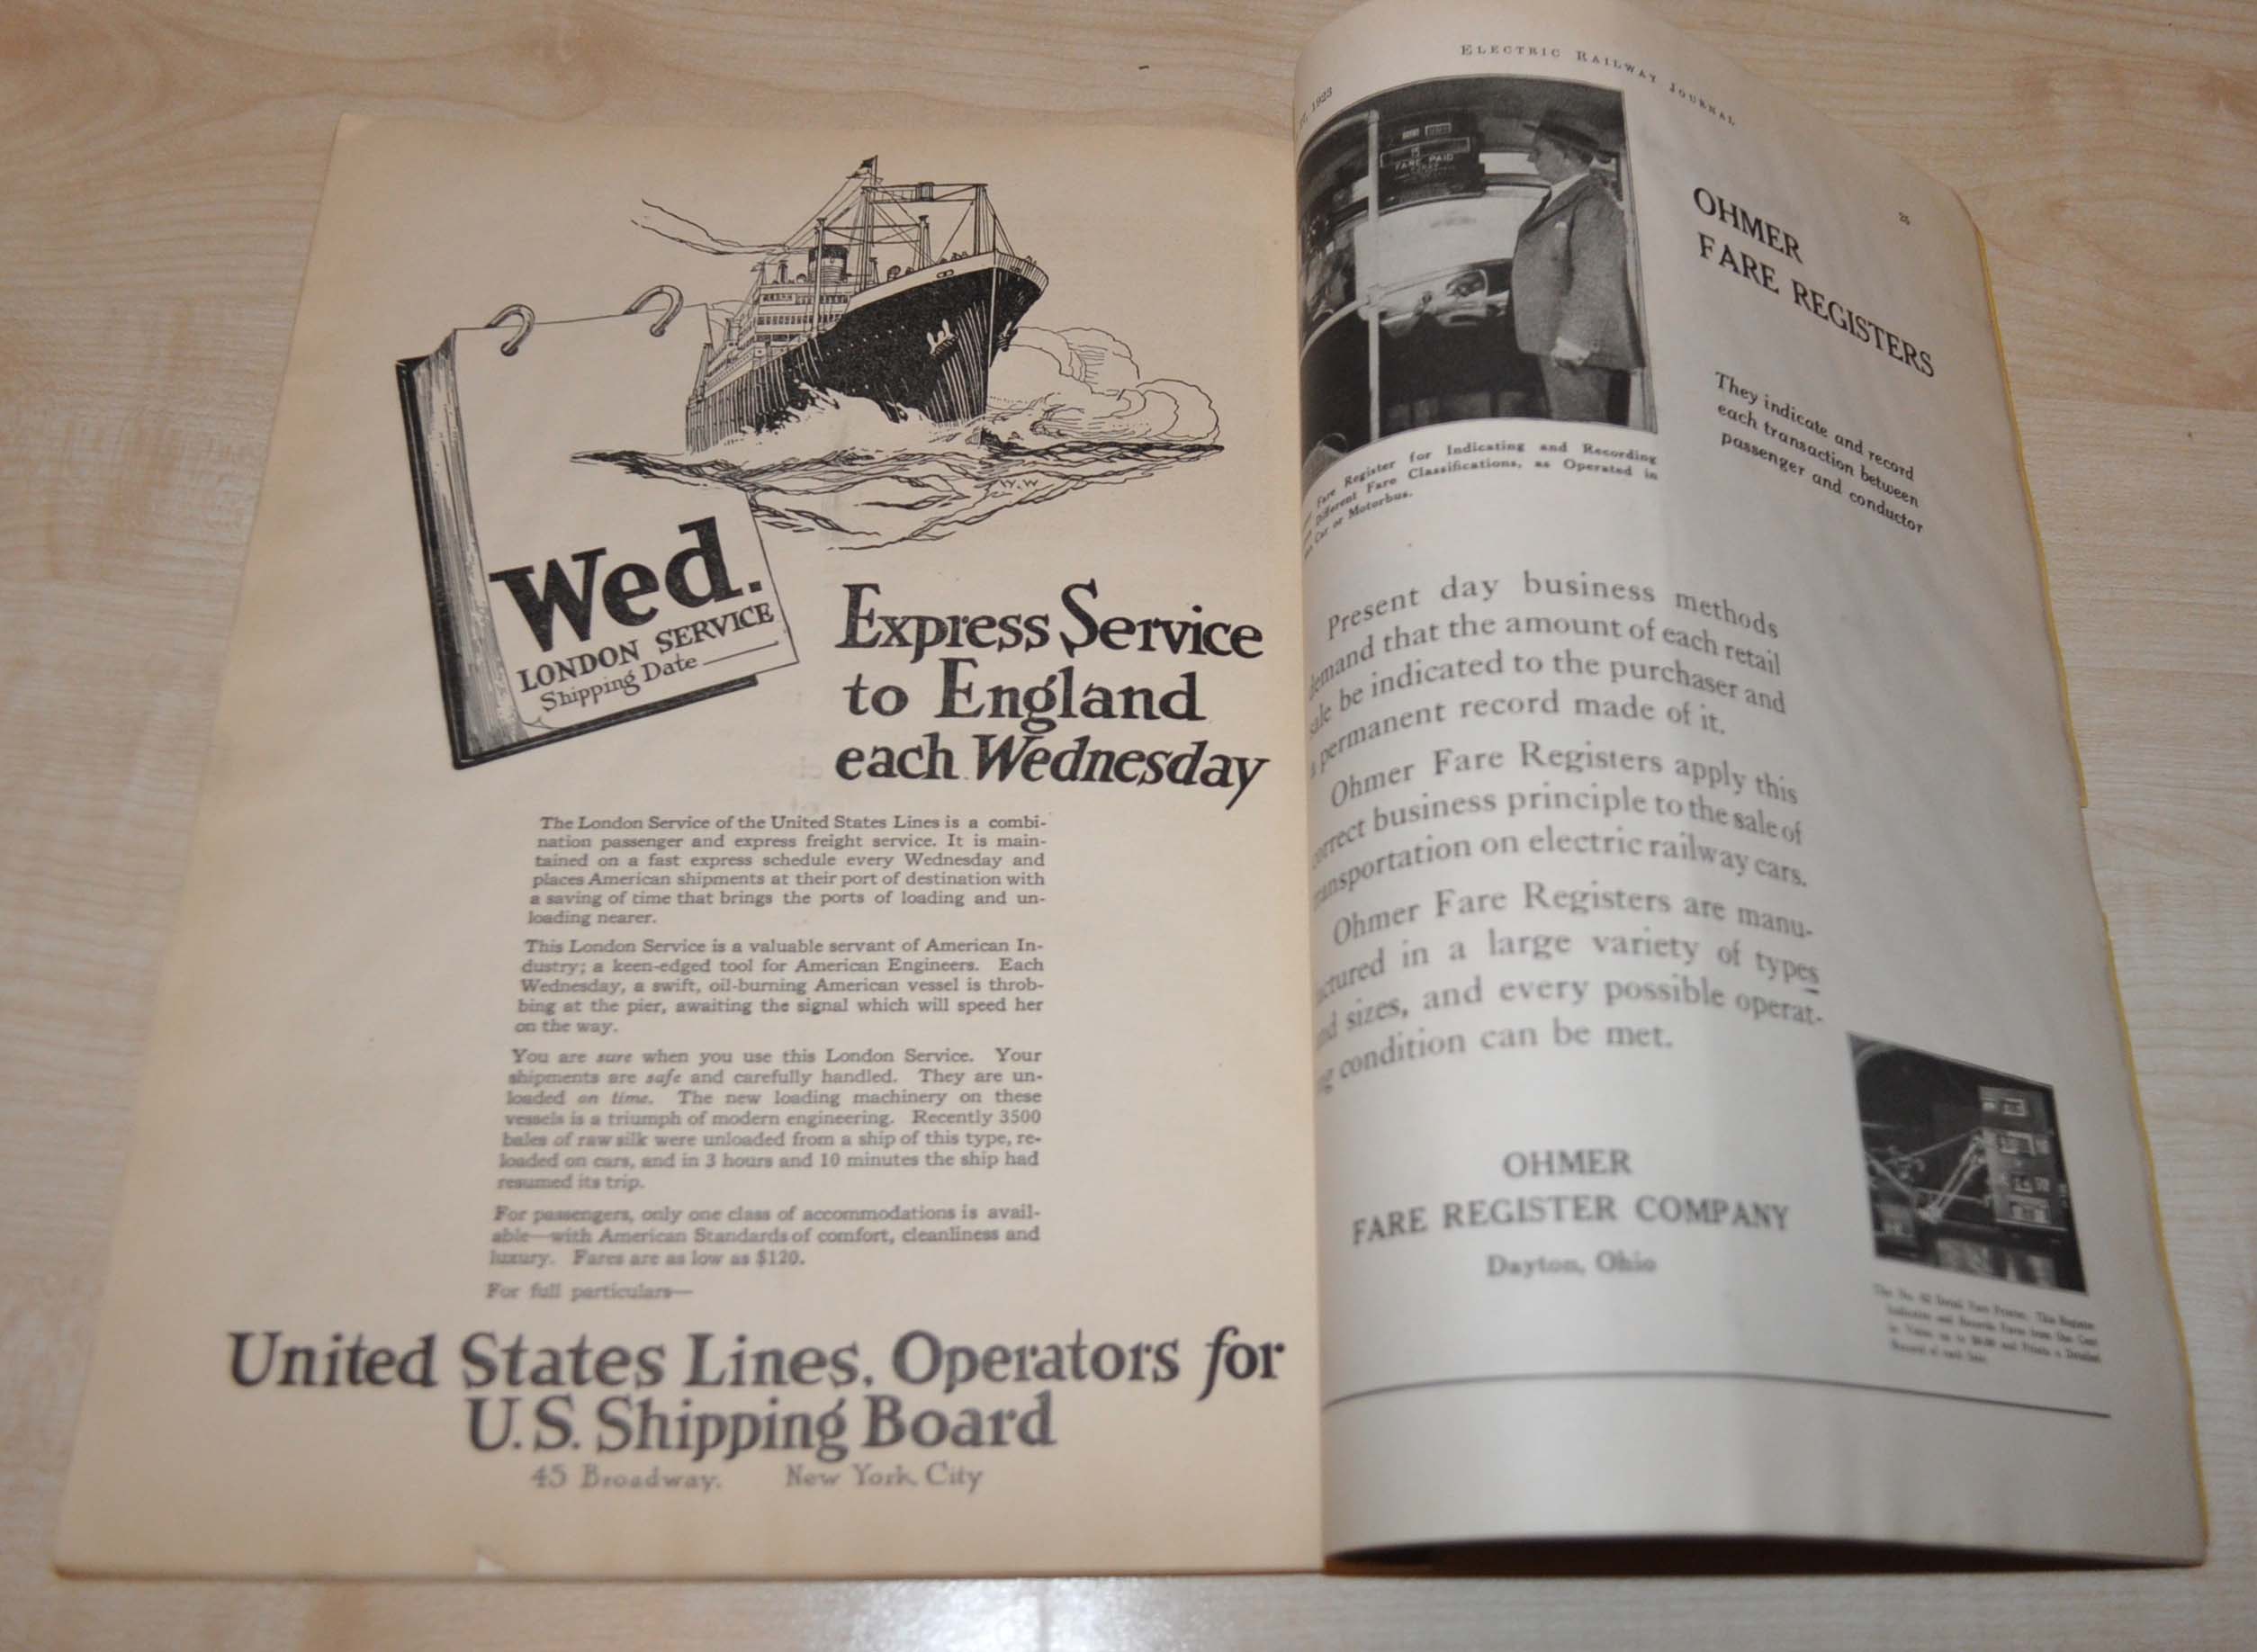 Wed.
LONDON SERVICE
Shipping Date
W.W
Express Service
to England
each Wednesday
The London Service of the United States Lines is a combi-
nation passenger and express freight service. It is main-
tained on a fast express schedule every Wednesday and
places American shipments at their port of destination with
a saving of time that brings the ports of loading and un-
loading nearer.
This London Service is a valuable servant of American In-
dustry; a keen-edged tool for American Engineers. Each
Wednesday, a swift, oil-burning American vessel is throb-
bing at the pier, awaiting the signal which will speed her
on the way.
You are sure when you use this London Service. Your
shipments are safe and carefully handled. They are un-
loaded on time. The new loading machinery on these
vessels is a triumph of modern engineering. Recently 3500
bales of raw silk were unloaded from a ship of this type, re-
loaded on cars, and in 3 hours and 10 minutes the ship had
resumed its trip.
For passengers, only one class of accommodations is avail-
able—with American Standards of comfort, cleanliness and
luxury. Fares are as low as $120.
For full particulars—
United States Lines, Operators for
U.S. Shipping Board
45 Broadway. New York City
1923
ELECTRIC RAILWAY JOURNAL
25
FARE PAID
OHMER
FARE REGISTERS
They indicate and record
each transaction between
passenger and conductor
Fare Register for Indicating and Recording
Different Fare Classifications, as Operated in
Car or Motorbus.
Present day business methods
demand that the amount of each retail
sale be indicated to the purchaser and
a permanent record made of it.
Ohmer Fare Registers apply this
correct business principle to the sale of
transportation on electric railway cars.
Ohmer Fare Registers are manu-
ctured in a large variety of types
nd sizes, and every possible operat-
g condition can be met.
OHMER
FARE REGISTER COMPANY
Dayton, Ohio